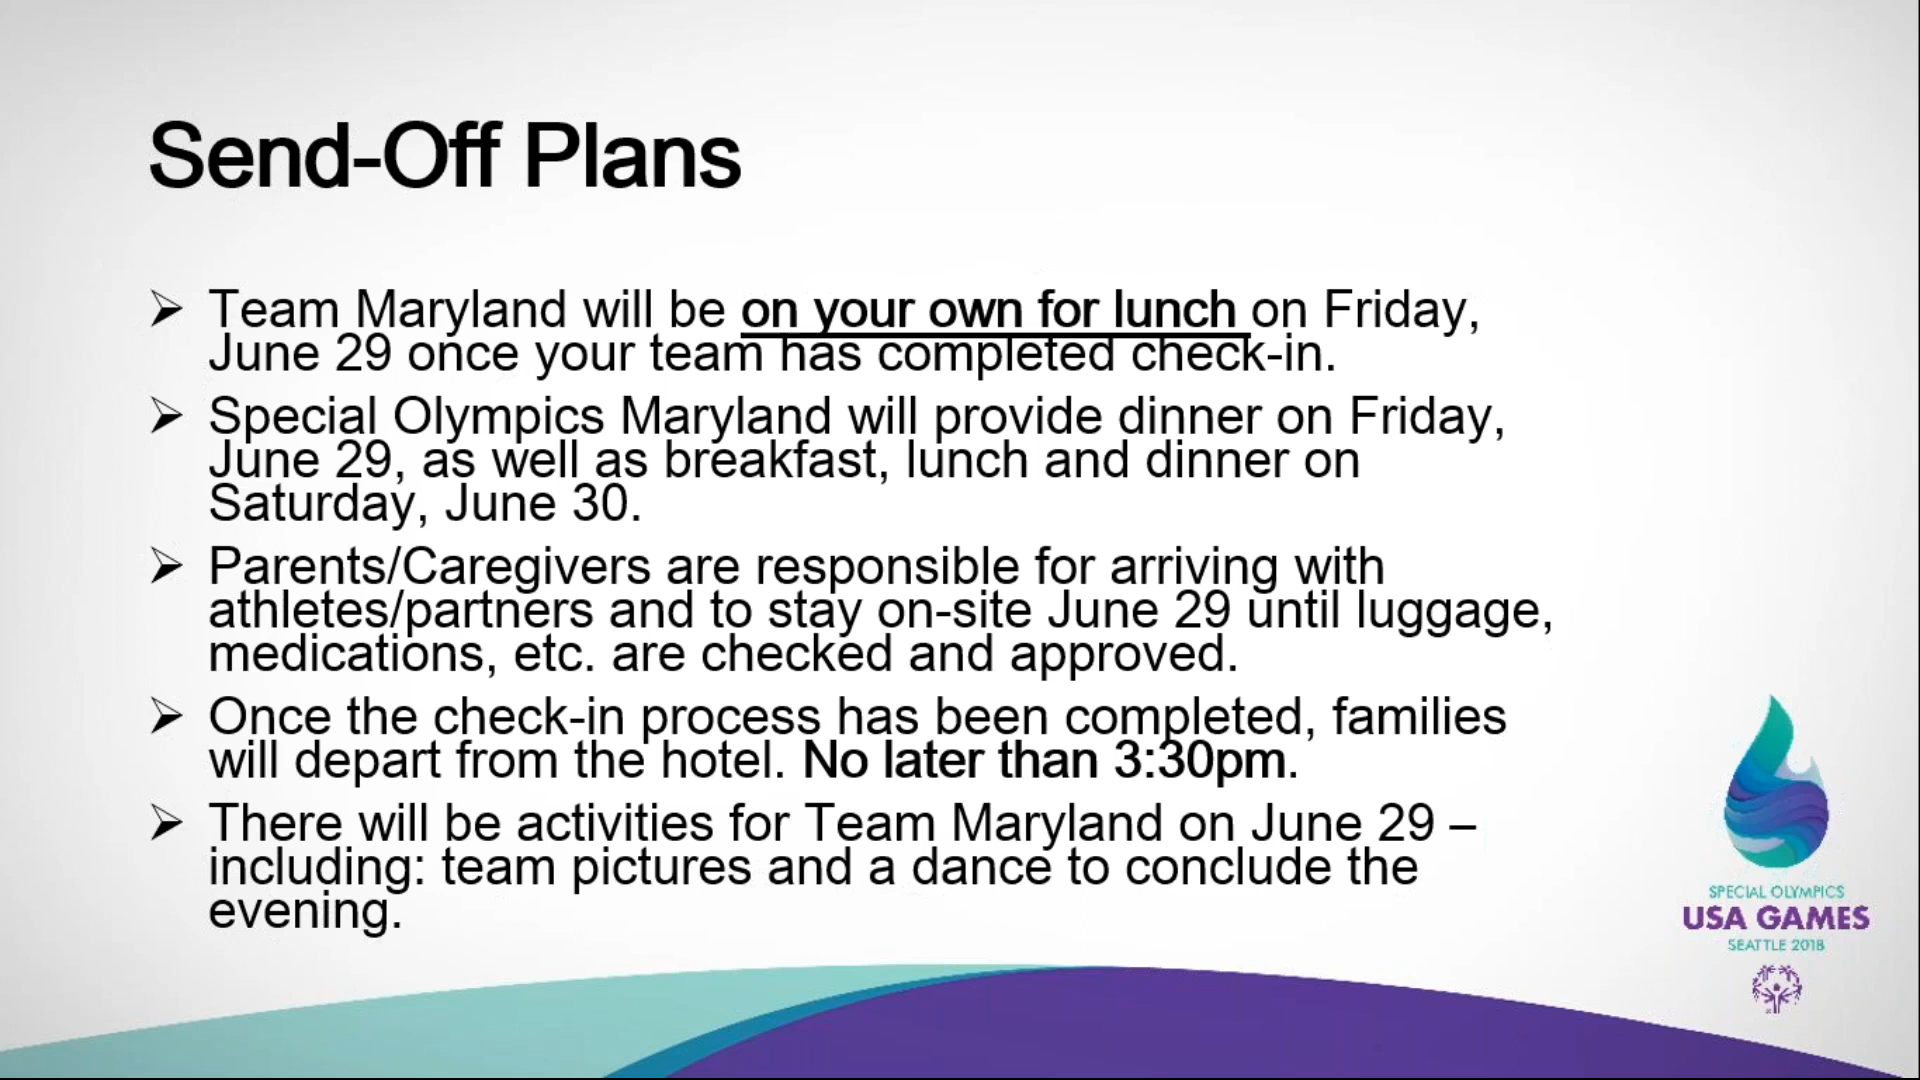 Send-Off Plans
➢ Team Maryland will be on your own for lunch on Friday,
June 29 once your team has completed check-in.
➢ Special Olympics Maryland will provide dinner on Friday,
June 29, as well as breakfast, lunch and dinner on
Saturday, June 30.
➢ Parents/Caregivers are responsible for arriving with
athletes/partners and to stay on-site June 29 until luggage,
medications, etc. are checked and approved.
➢ Once the check-in process has been completed, families
will depart from the hotel. No later than 3:30pm.
➢ There will be activities for Team Maryland on June 29 –
including: team pictures and a dance to conclude the
evening.
SPECIAL OLYMPICS
USA GAMES
SEATTLE 2018